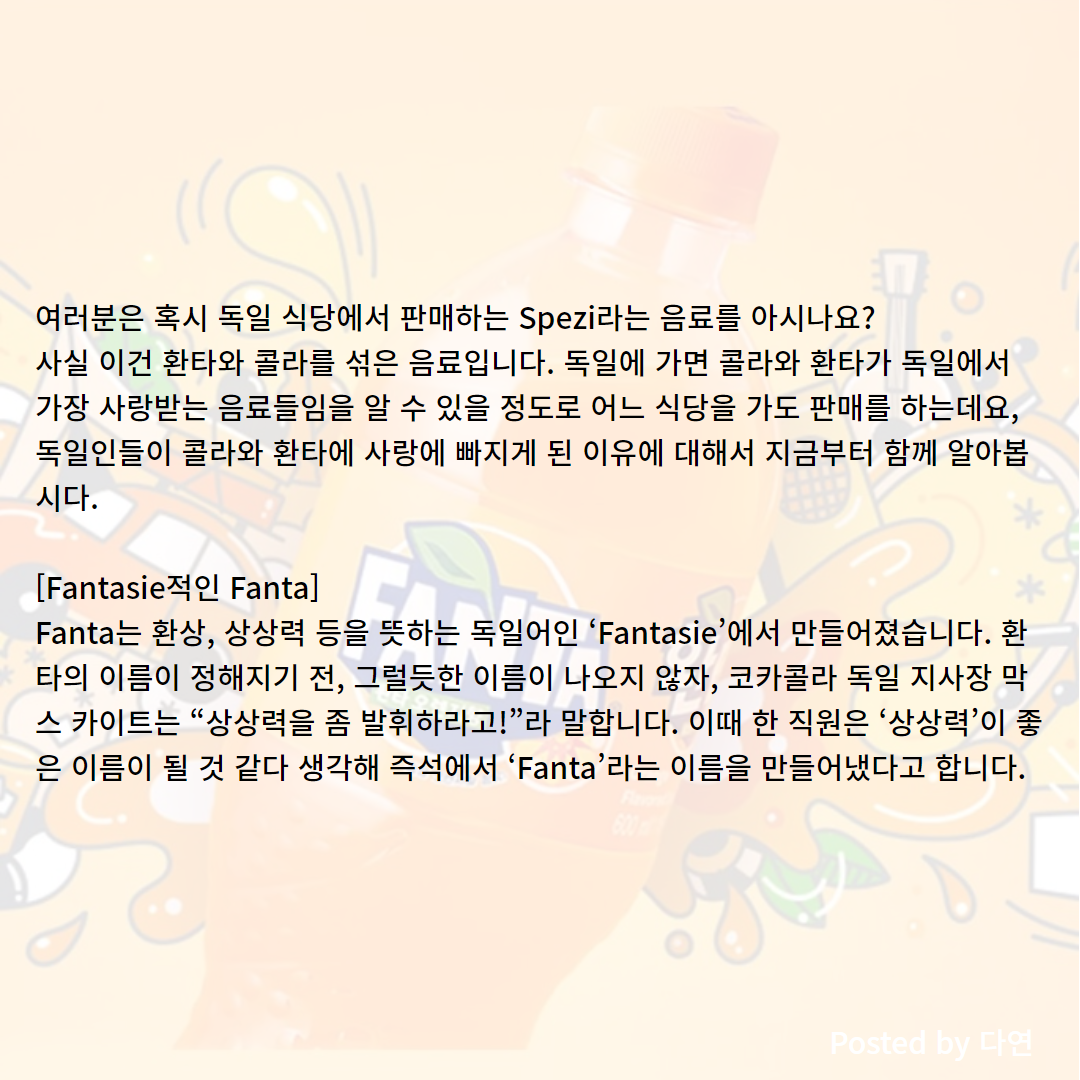 여러분은 혹시 독일 식당에서 판매하는 Spezi라는 음료를 아시나요?
사실 이건 환타와 콜라를 섞은 음료입니다. 독일에 가면 콜라와 환타가 독일에서
가장 사랑받는 음료들임을 알 수 있을 정도로 어느 식당을 가도 판매를 하는데요,
독일인들이 콜라와 환타에 사랑에 빠지게 된 이유에 대해서 지금부터 함께 알아봅
시다.
[Fantasie적인 Fanta]
Fanta는 환상, 상상력 등을 뜻하는 독일어인 ‘Fantasie’에서 만들어졌습니다. 환
타의 이름이 정해지기 전, 그럴듯한 이름이 나오지 않자, 코카콜라 독일 지사장 막
스 카이트는 “상상력을 좀 발휘하라고!”라 말합니다. 이때 한 직원은 ‘상상력’이 좋
은 이름이 될 것 같다 생각해 즉석에서 ‘Fanta’라는 이름을 만들어냈다고 합니다.
FANTA
600 ml
Posted by 다연